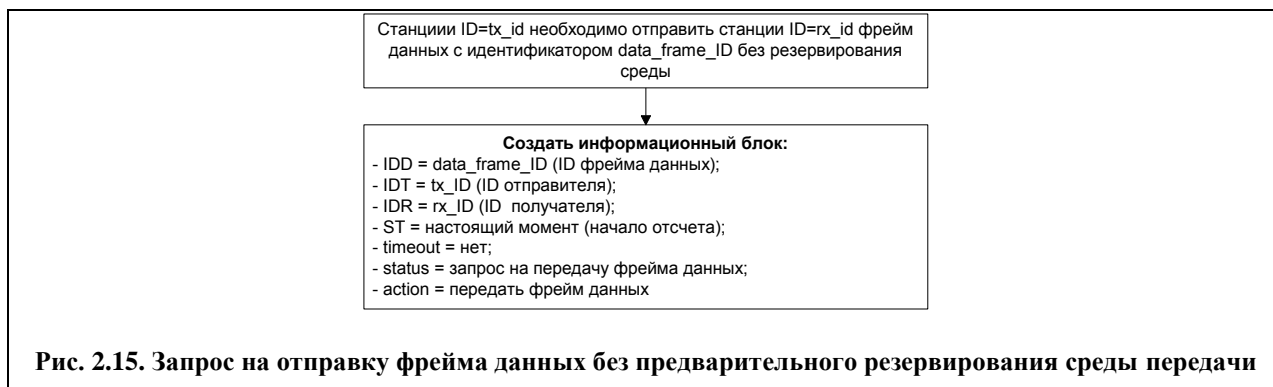 Станциии ID=tx_id необходимо отправить станции ID=rx_id фрейм
данных с идентификатором data_frame_ID без резервирования
среды
Создать информационный блок:
- IDD = data_frame_ID (ID фрейма данных);
- IDT = tx_ID (ID отправителя);
- IDR = rx_ID (ID получателя);
- ST = настоящий момент (начало отсчета);
- timeout = нет;
- status = запрос на передачу фрейма данных;
- action = передать фрейм данных
Рис. 2.15. Запрос на отправку фрейма данных без предварительного резервирования среды передачи